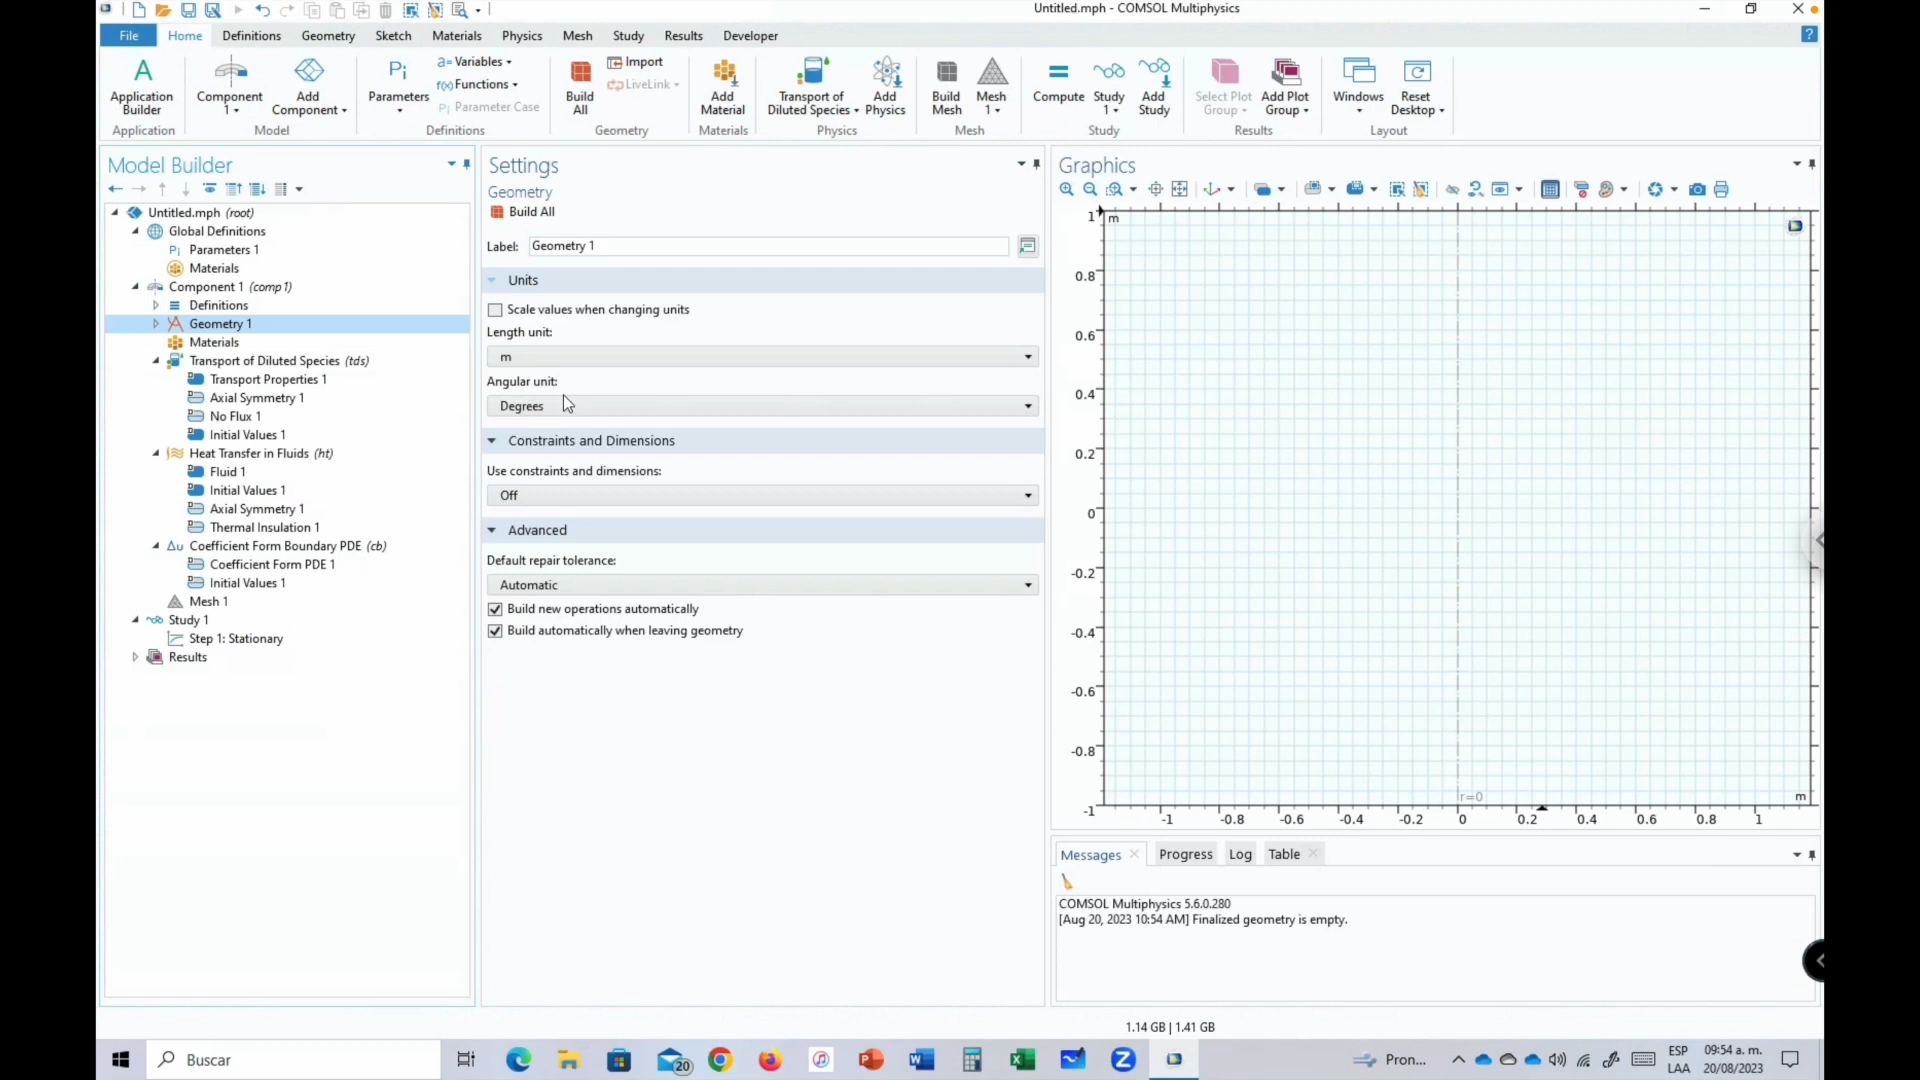 Untitled.mph - COMSOL Multiphysics
File Home Definitions Geometry Sketch Materials Physics Mesh Study Results Developer
Application Builder
Component 1
Add Component
Pi
Parameters
a= Variables
f(x) Functions
Pi Parameter Case
Build All
Import
LiveLink
Add Material
Transport of Diluted Species
Add Physics
Build Mesh
Mesh 1
Compute
Study 1
Add Study
Select Plot Group
Add Plot Group
Windows
Reset Desktop
Application Model Definitions Geometry Materials Physics Mesh Study Results Layout
Model Builder
Untitled.mph (root)
Global Definitions
Pi Parameters 1
Materials
Component 1 (comp1)
Definitions
Geometry 1
Materials
Transport of Diluted Species (tds)
Transport Properties 1
Axial Symmetry 1
No Flux 1
Initial Values 1
Heat Transfer in Fluids (ht)
Fluid 1
Initial Values 1
Axial Symmetry 1
Thermal Insulation 1
Δu Coefficient Form Boundary PDE (cb)
Coefficient Form PDE 1
Initial Values 1
Mesh 1
Study 1
Step 1: Stationary
Results
Settings
Geometry
Build All
Label: Geometry 1
Units
Scale values when changing units
Length unit:
m
Angular unit:
Degrees
Constraints and Dimensions
Use constraints and dimensions:
Off
Advanced
Default repair tolerance:
Automatic
Build new operations automatically
Build automatically when leaving geometry
Graphics
1 m
0.8
0.6
0.4
0.2
0
-0.2
-0.4
-0.6
-0.8
-1
r=0
m
-1 -0.8 -0.6 -0.4 -0.2 0 0.2 0.4 0.6 0.8 1
Messages Progress Log Table
COMSOL Multiphysics 5.6.0.280
[Aug 20, 2023 10:54 AM] Finalized geometry is empty.
1.14 GB | 1.41 GB
Buscar
20
Pron...
ESP
LAA
09:54 a. m.
20/08/2023